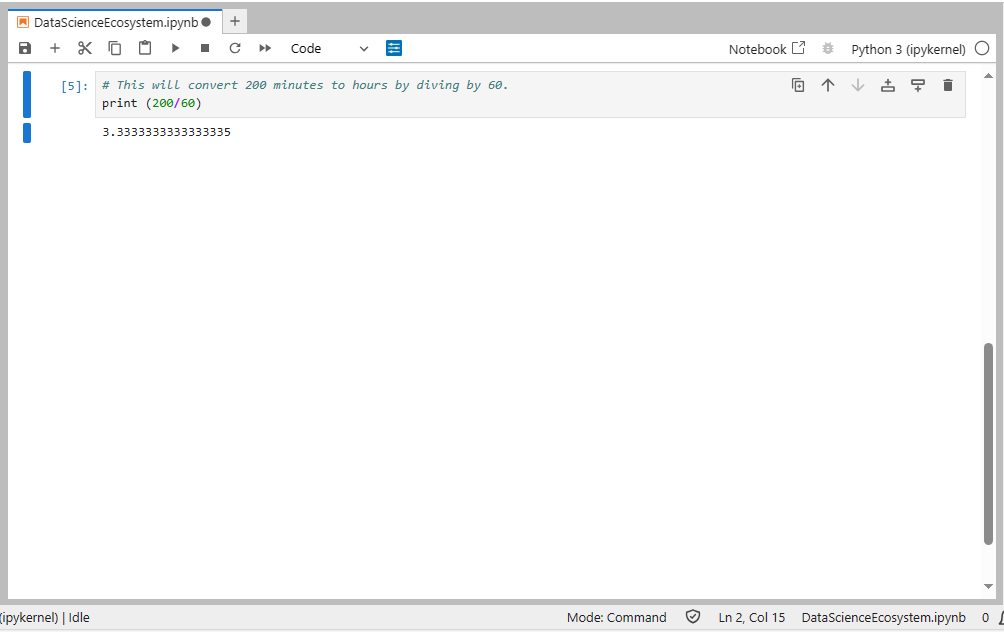 DataScienceEcosystem.ipynb
Code
Notebook
Python 3 (ipykernel)
[5]:
# This will convert 200 minutes to hours by diving by 60.
print (200/60)
3.3333333333333335
(ipykernel) | Idle
Mode: Command
Ln 2, Col 15
DataScienceEcosystem.ipynb
0